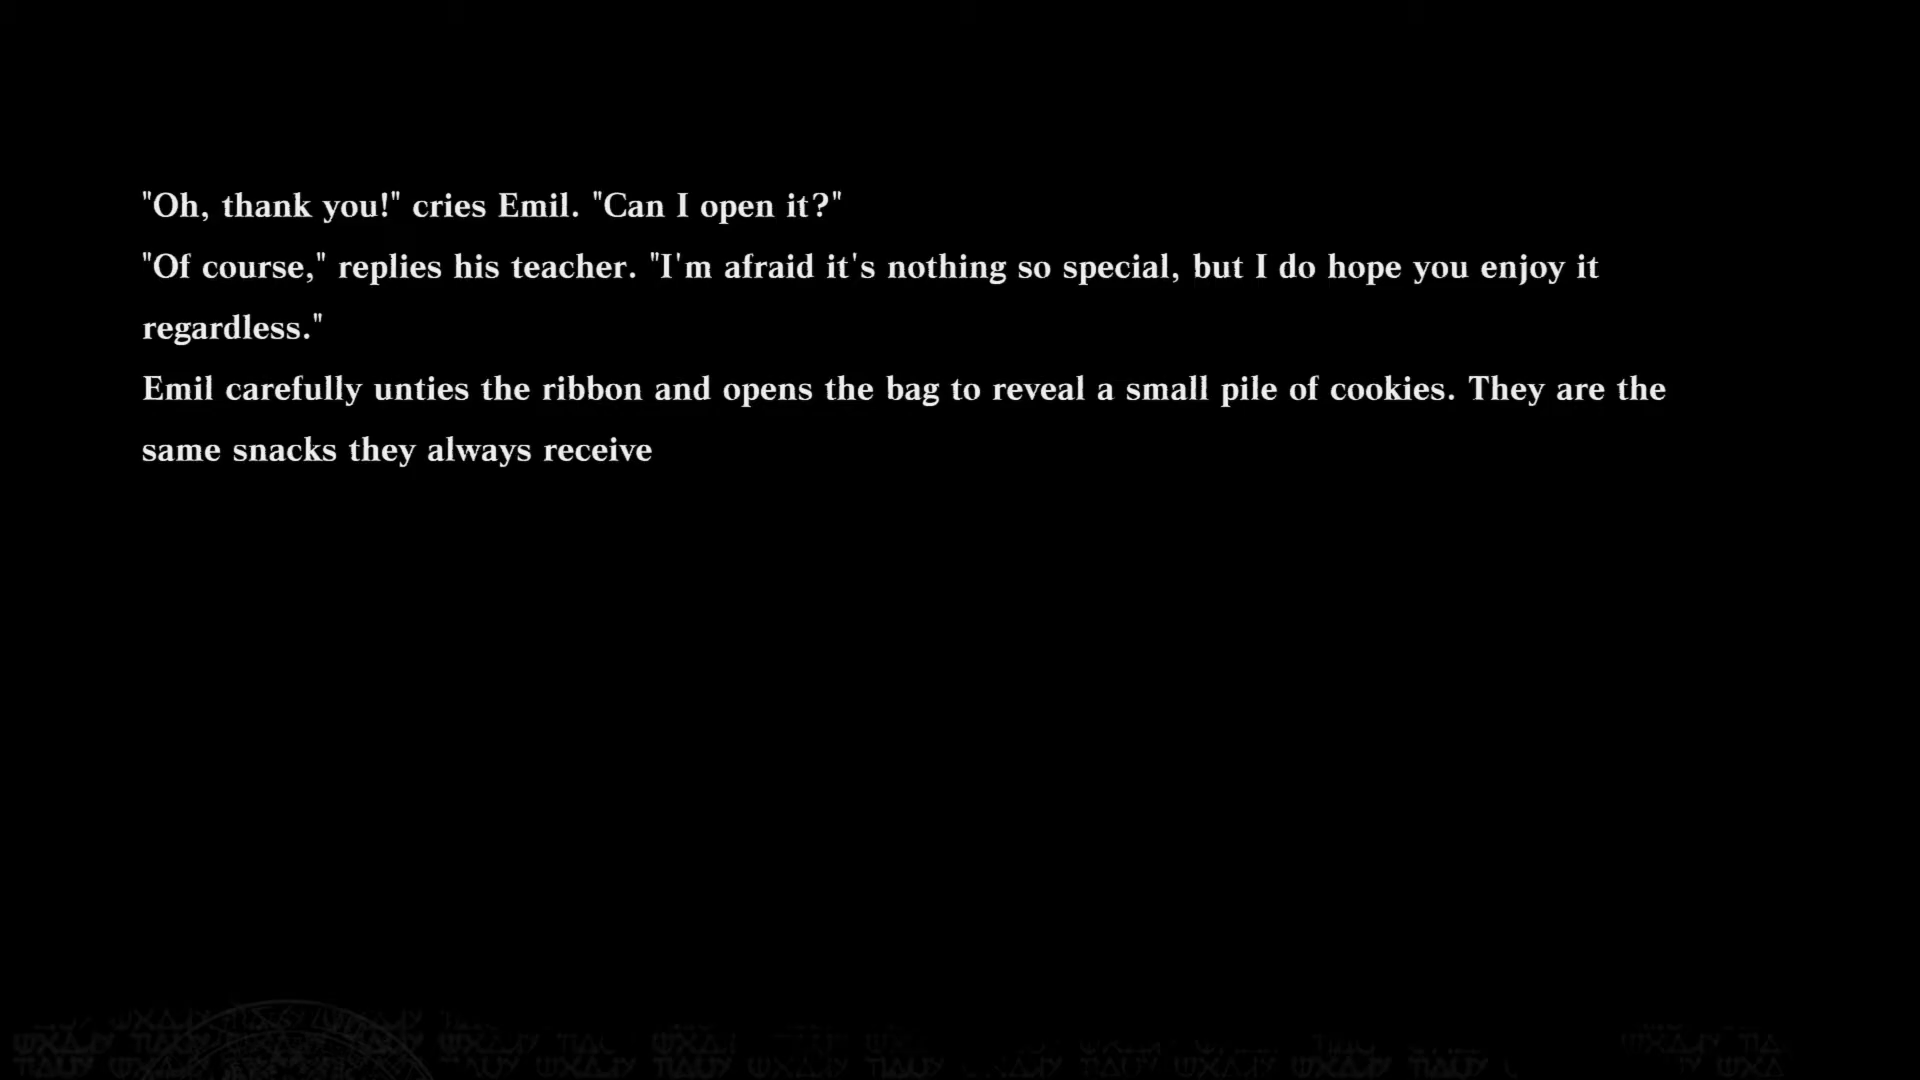 "Oh, thank you!" cries Emil. "Can I open it?"
"Of course," replies his teacher. "I'm afraid it's nothing so special, but I do hope you enjoy it
regardless."
Emil carefully unties the ribbon and opens the bag to reveal a small pile of cookies. They are the
same snacks they always receive